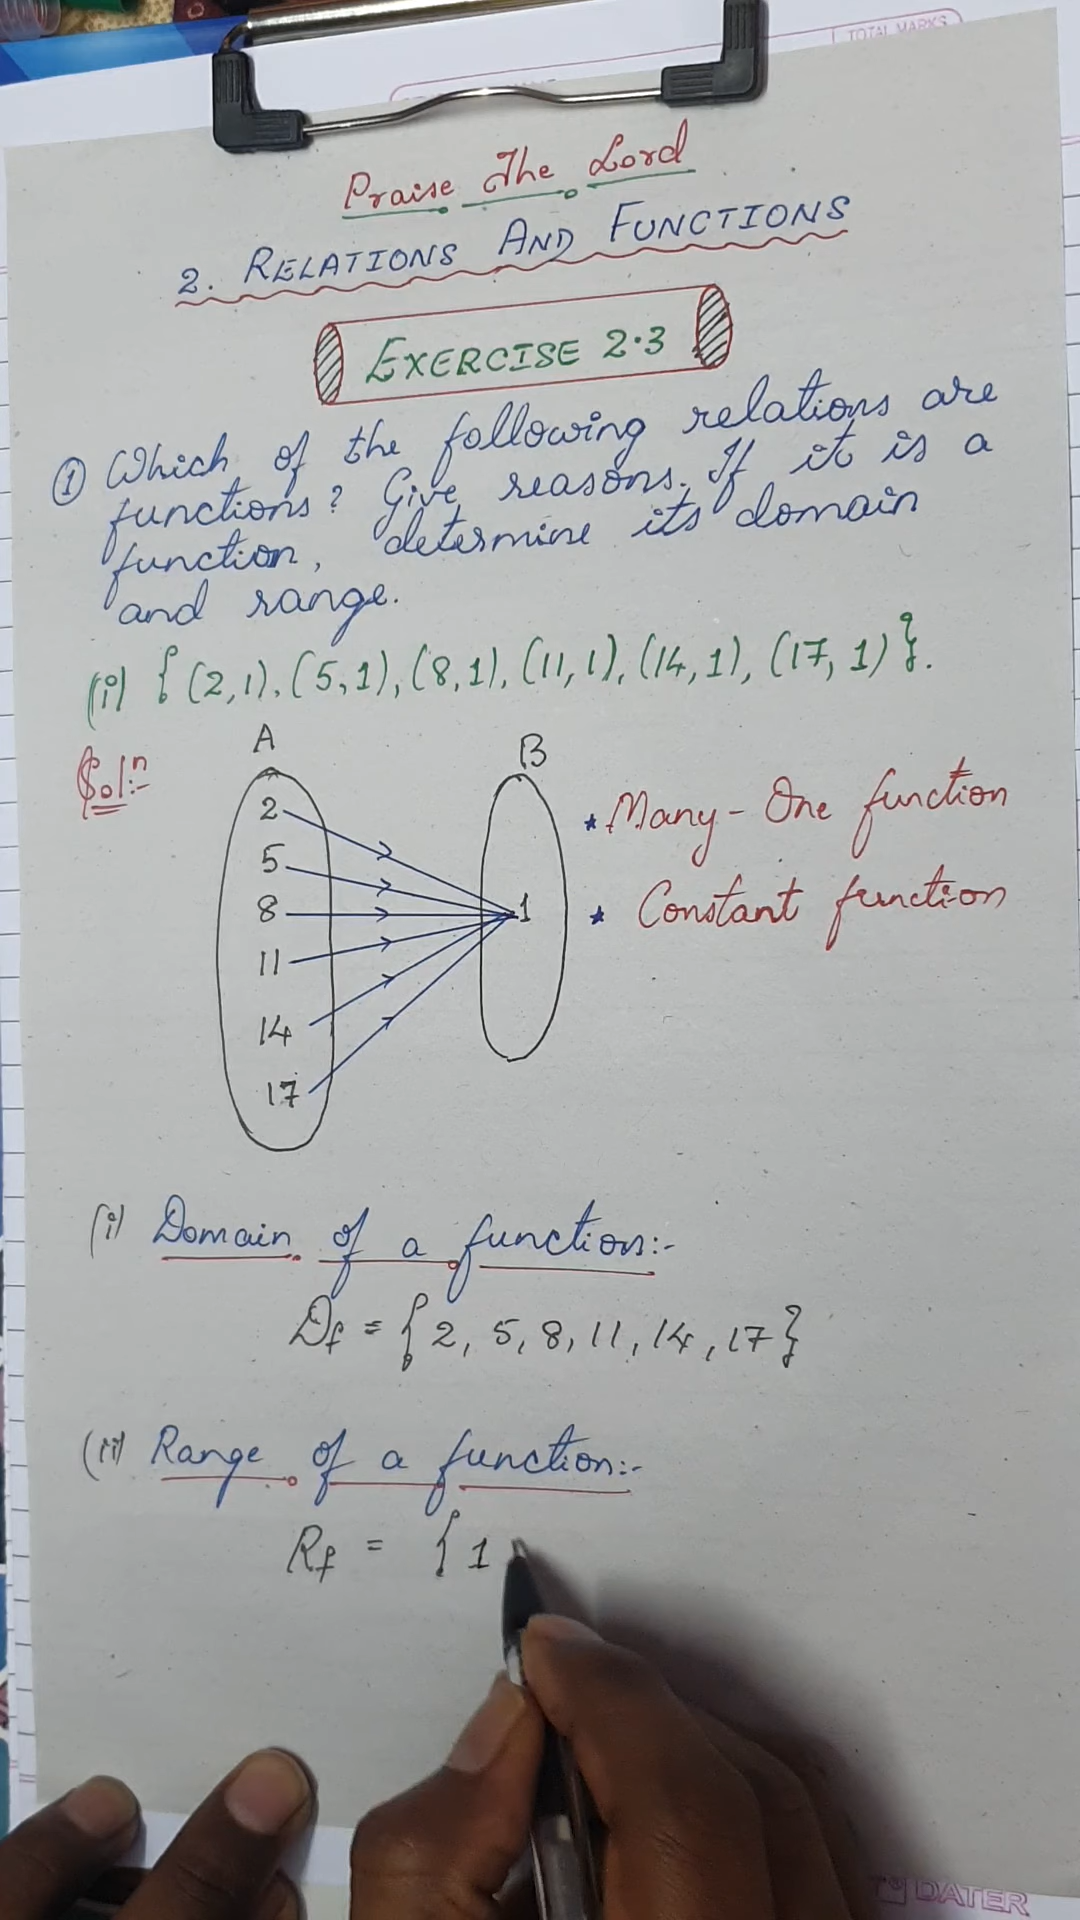 TOTAL MARKS
Praise The Lord
2. RELATIONS AND FUNCTIONS
EXERCISE 2.3
① Which of the following relations are
functions? Give reasons. If it is a
function, determine its domain
and range.
(i) {(2,1), (5,1), (8,1), (11,1), (14,1), (17,1)}.
Solⁿ:-
A
B
2
5
8
11
14
17
1
* Many-One function
* Constant function
(i) Domain of a function:-
Df = {2, 5, 8, 11, 14, 17}
(ii) Range of a function:-
Rf = {1
DATER